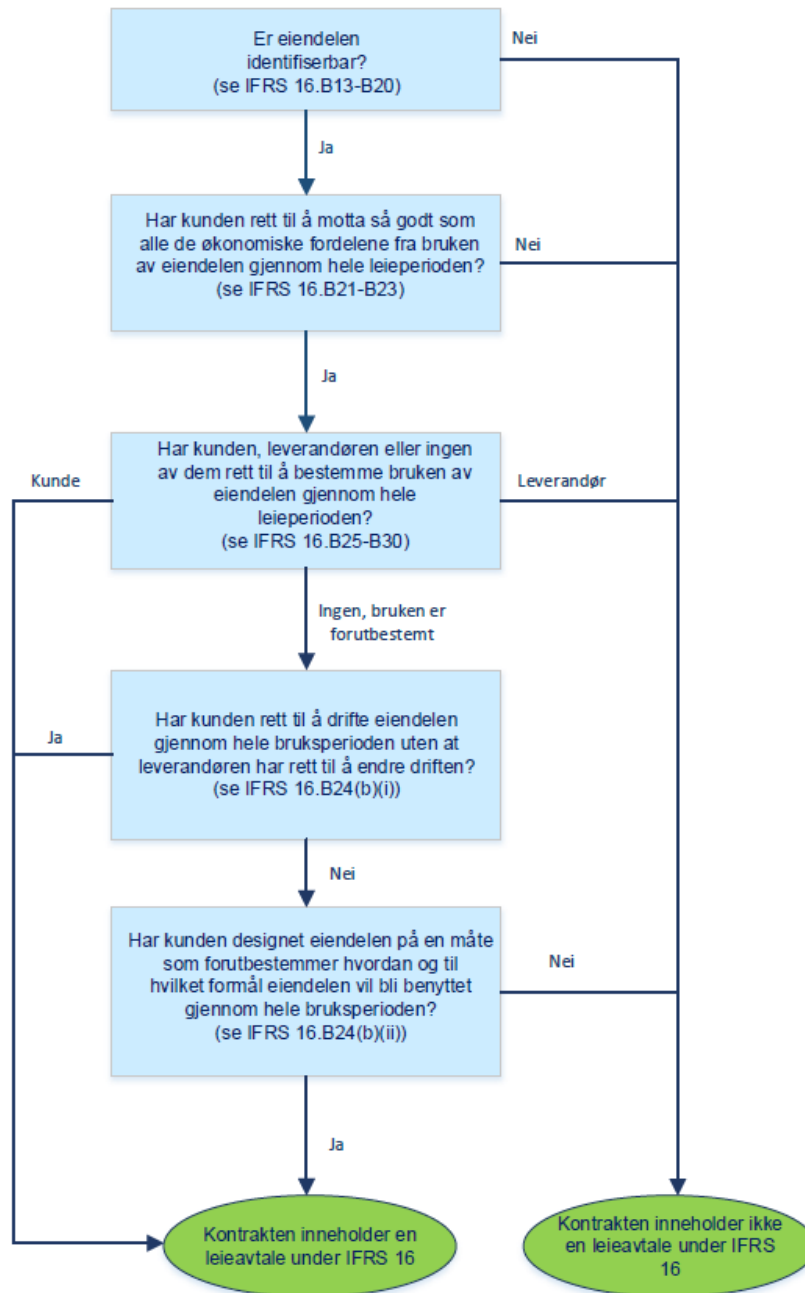 Er eiendelen
identifiserbar?
(se IFRS 16.B13-B20)
Nei
Ja
Har kunden rett til å motta så godt som
alle de økonomiske fordelene fra bruken
av eiendelen gjennom hele leieperioden?
(se IFRS 16.B21-B23)
Nei
Ja
Har kunden, leverandøren eller ingen
av dem rett til å bestemme bruken av
eiendelen gjennom hele
leieperioden?
(se IFRS 16.B25-B30)
Kunde
Leverandør
Ingen, bruken er
forutbestemt
Har kunden rett til å drifte eiendelen
gjennom hele bruksperioden uten at
leverandøren har rett til å endre driften?
(se IFRS 16.B24(b)(i))
Ja
Nei
Har kunden designet eiendelen på en måte
som forutbestemmer hvordan og til
hvilket formål eiendelen vil bli benyttet
gjennom hele bruksperioden?
(se IFRS 16.B24(b)(ii))
Nei
Ja
Kontrakten inneholder en
leieavtale under IFRS 16
Kontrakten inneholder ikke
en leieavtale under IFRS
16